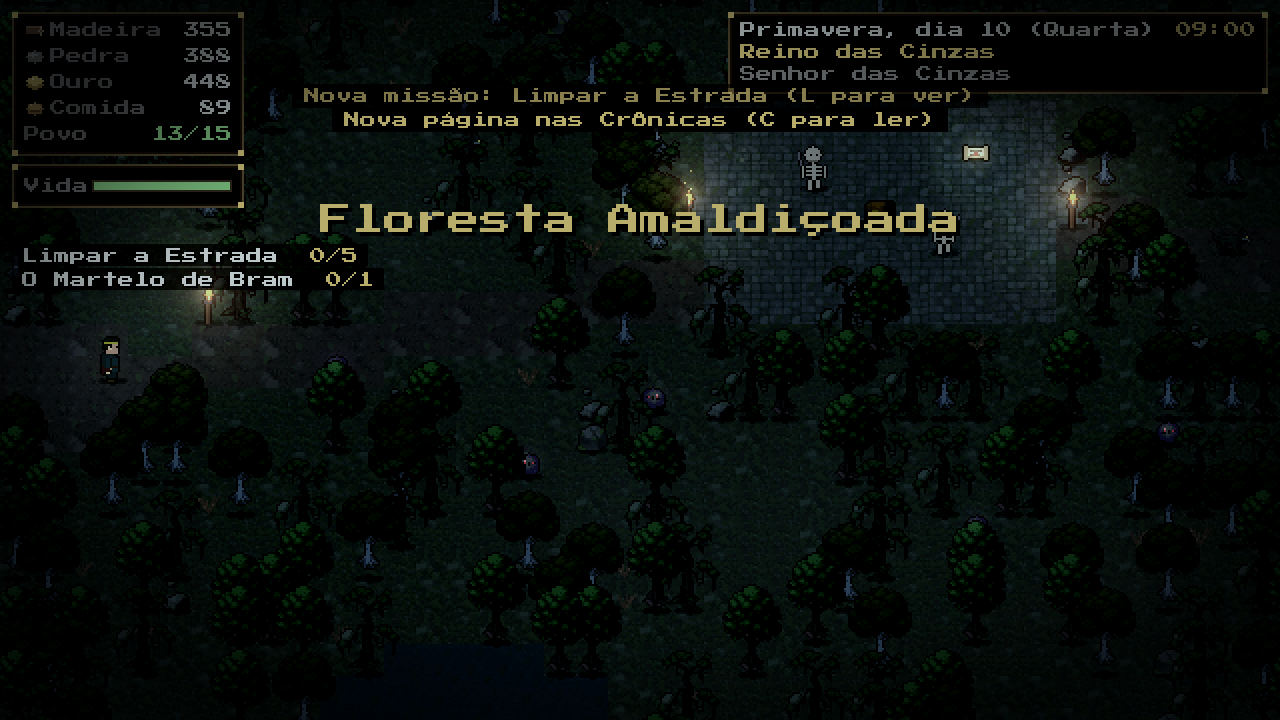 Madeira 355
Pedra 388
Ouro 448
Comida 89
Povo 13/15
Vida
Primavera, dia 10 (Quarta) 09:00
Reino das Cinzas
Senhor das Cinzas
Nova missão: Limpar a Estrada (L para ver)
Nova página nas Crônicas (C para ler)
Floresta Amaldiçoada
Limpar a Estrada 0/5
O Martelo de Bram 0/1